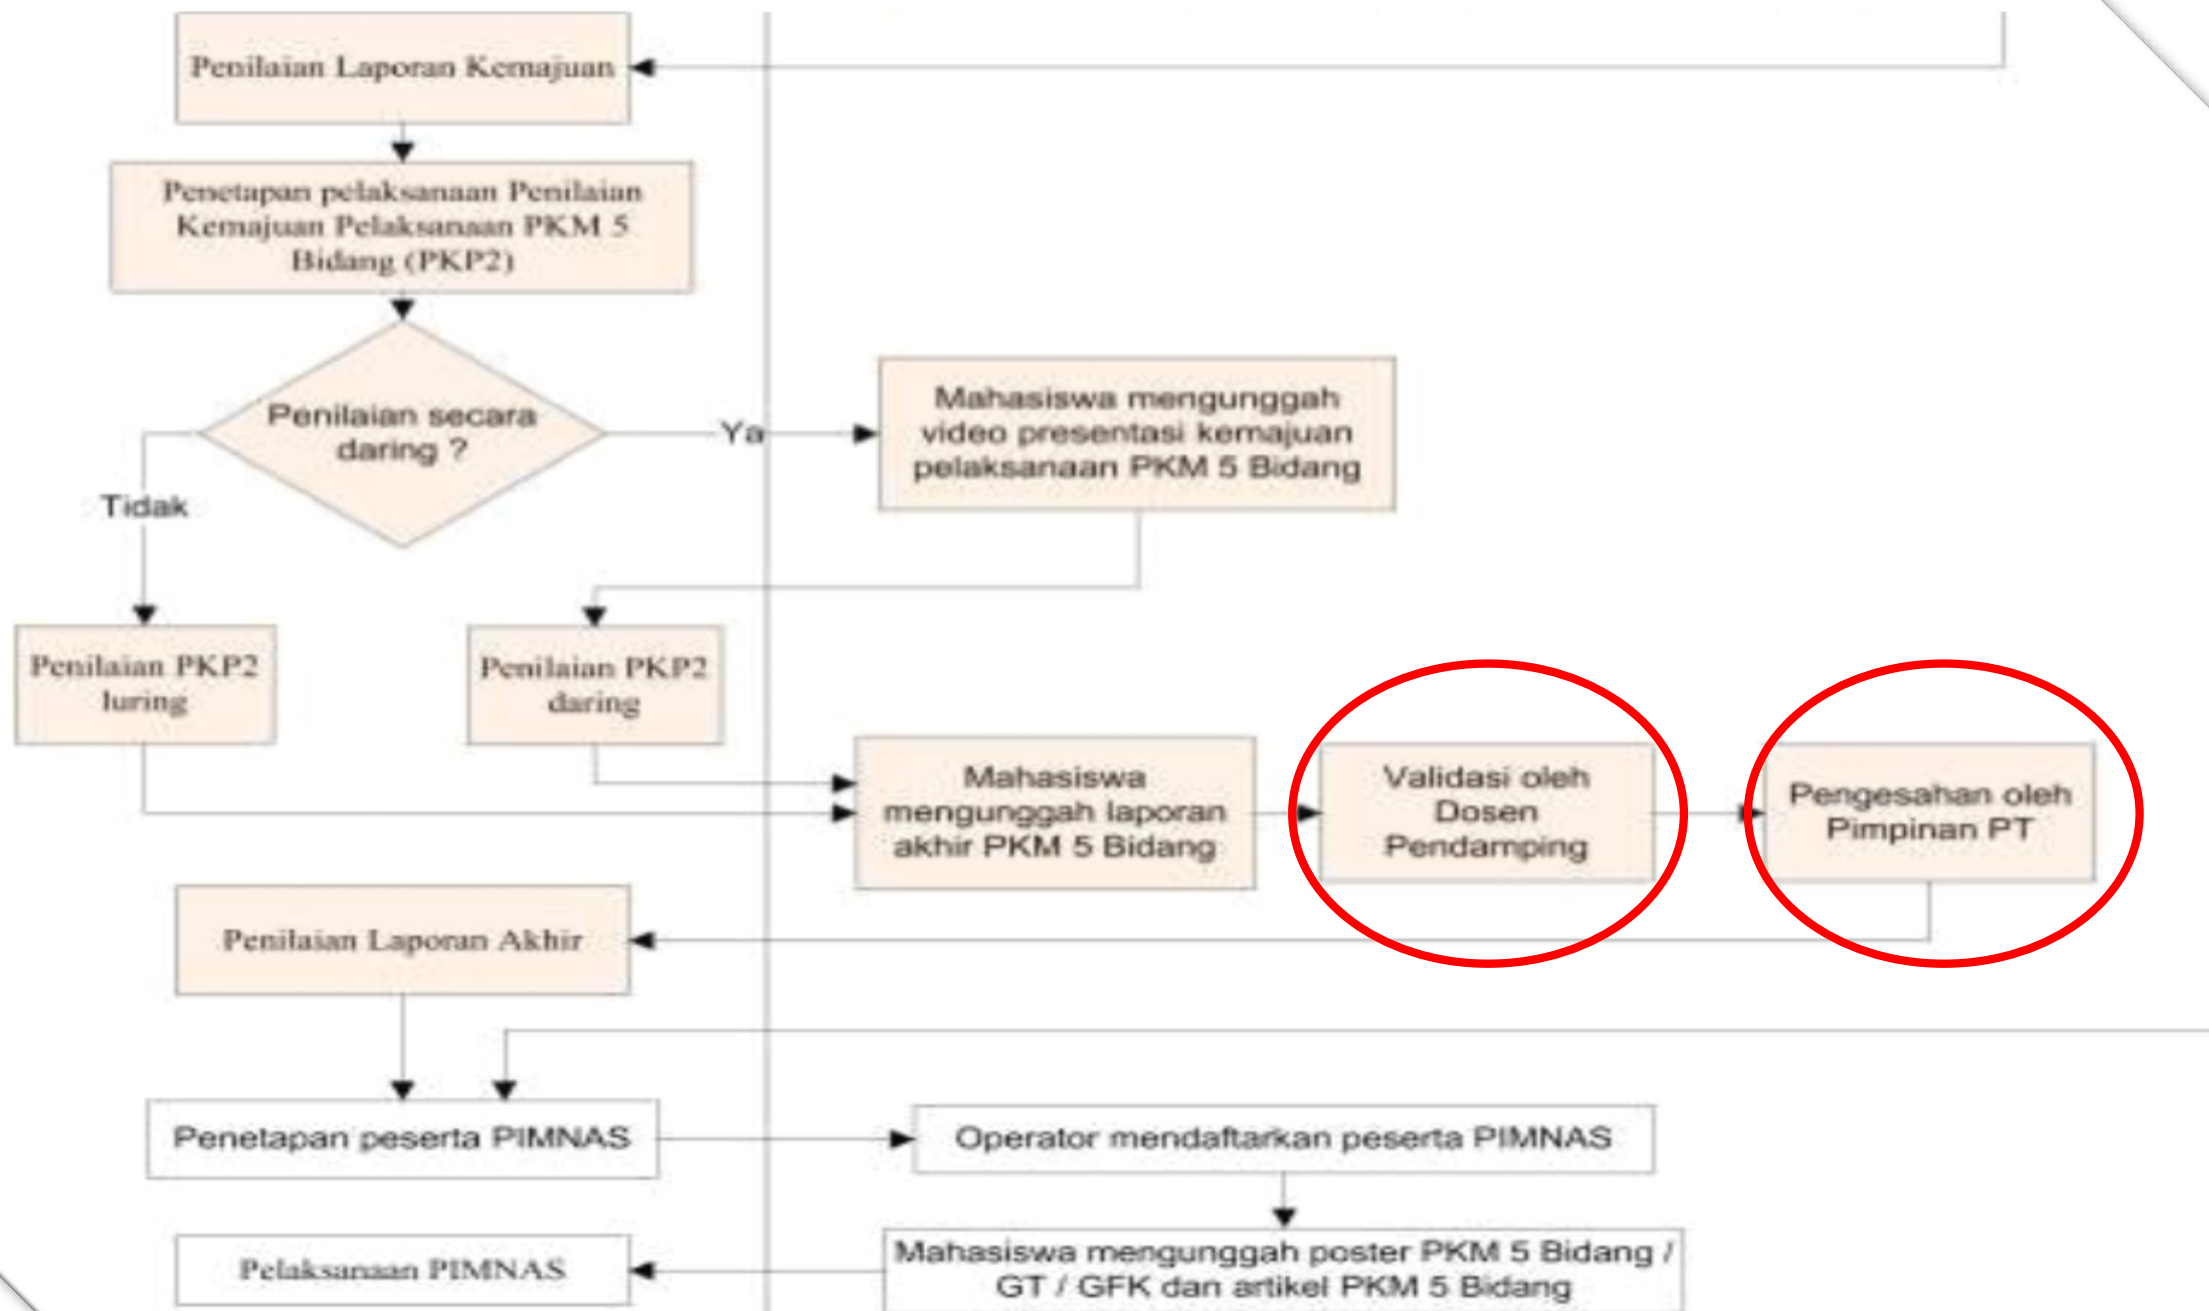 Penilaian Laporan Kemajuan
Penetapan pelaksanaan Penilaian
Kemajuan Pelaksanaan PKM 5
Bidang (PKP2)
Penilaian secara
daring ?
Ya
Mahasiswa mengunggah
video presentasi kemajuan
pelaksanaan PKM 5 Bidang
Tidak
Penilaian PKP2
luring
Penilaian PKP2
daring
Mahasiswa
mengunggah laporan
akhir PKM 5 Bidang
Validasi oleh
Dosen
Pendamping
Pengesahan oleh
Pimpinan PT
Penilaian Laporan Akhir
Penetapan peserta PIMNAS
Operator mendaftarkan peserta PIMNAS
Mahasiswa mengunggah poster PKM 5 Bidang /
GT / GFK dan artikel PKM 5 Bidang
Pelaksanaan PIMNAS